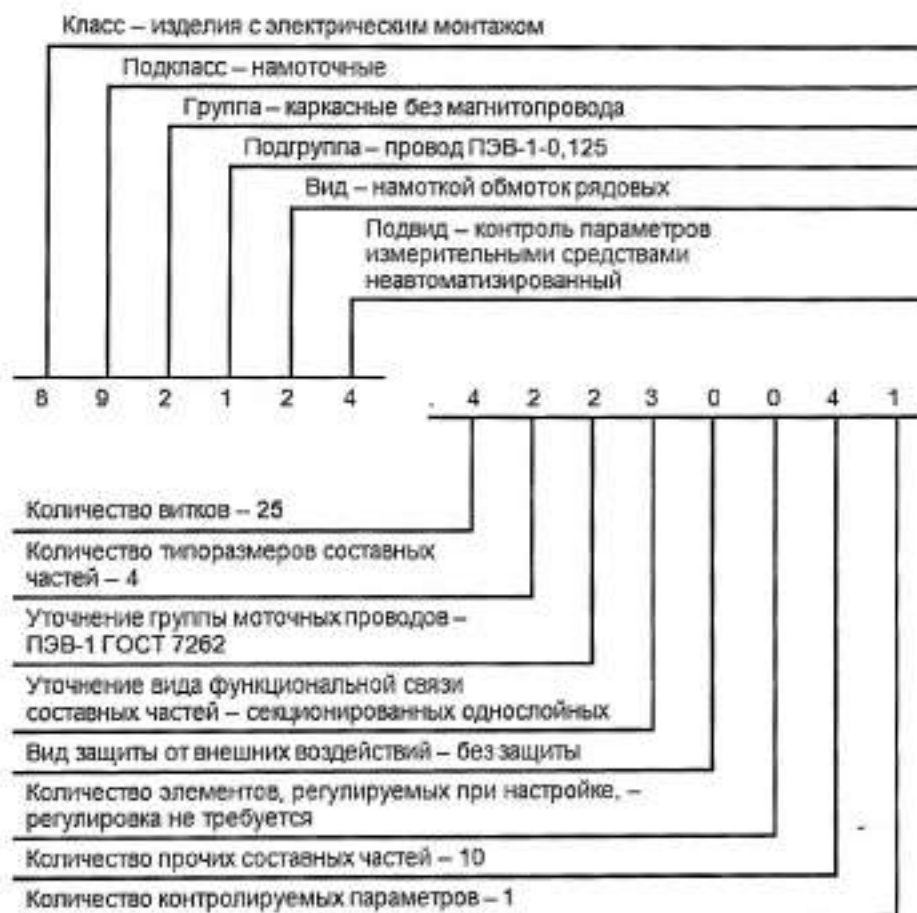 Класс – изделия с электрическим монтажом
Подкласс – намоточные
Группа – каркасные без магнитопровода
Подгруппа – провод ПЭВ-1-0,125
Вид – намоткой обмоток рядовых
Подвид – контроль параметров
измерительными средствами
неавтоматизированный
8 9 2 1 2 4
. 4 2 2 3 0 0 4 1
Количество витков – 25
Количество типоразмеров составных
частей – 4
Уточнение группы моточных проводов –
ПЭВ-1 ГОСТ 7262
Уточнение вида функциональной связи
составных частей – секционированных однослойных
Вид защиты от внешних воздействий – без защиты
Количество элементов, регулируемых при настройке, –
регулировка не требуется
Количество прочих составных частей – 10
Количество контролируемых параметров – 1